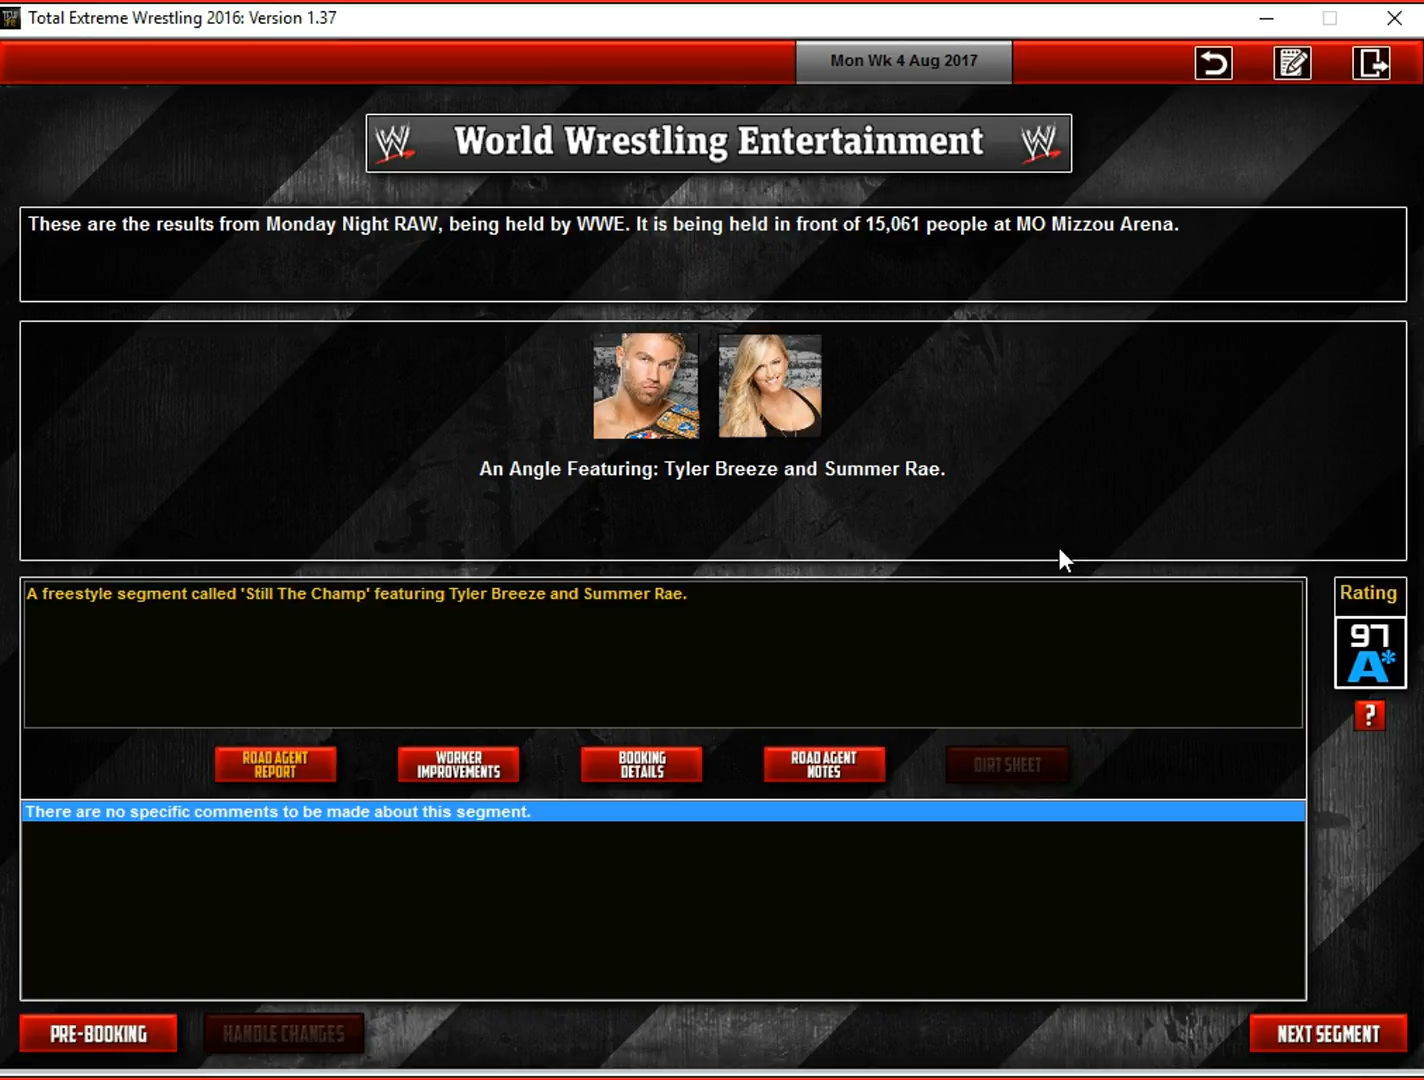 Total Extreme Wrestling 2016: Version 1.37
Mon Wk 4 Aug 2017
World Wrestling Entertainment
These are the results from Monday Night RAW, being held by WWE. It is being held in front of 15,061 people at MO Mizzou Arena.
An Angle Featuring: Tyler Breeze and Summer Rae.
A freestyle segment called 'Still The Champ' featuring Tyler Breeze and Summer Rae.
Rating
97
A*
?
ROAD AGENT REPORT
WORKER IMPROVEMENTS
BOOKING DETAILS
ROAD AGENT NOTES
DIRT SHEET
There are no specific comments to be made about this segment.
PRE-BOOKING
HANDLE CHANGES
NEXT SEGMENT